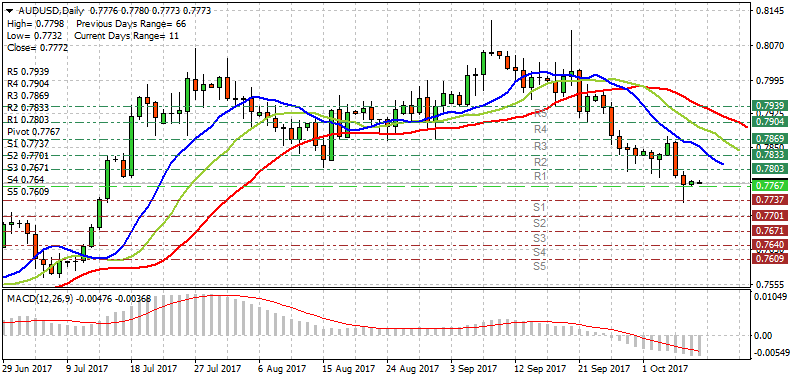 AUDUSD,Daily 0.7776 0.7780 0.7773 0.7773
High= 0.7798 Previous Days Range= 66
Low= 0.7732 Current Days Range= 11
Close= 0.7772
R5 0.7939
R4 0.7904
R3 0.7869
R2 0.7833
R1 0.7803
Pivot 0.7767
S1 0.7737
S2 0.7701
S3 0.7671
S4 0.764
S5 0.7609
R5
R4
R3
R2
R1
S1
S2
S3
S4
S5
0.8145
0.8070
0.7995
0.7939
0.7925
0.7904
0.7869
0.7850
0.7833
0.7803
0.7767
0.7737
0.7701
0.7671
0.7640
0.7609
0.7555
MACD(12,26,9) -0.00476 -0.00368
0.01049
0.00
-0.00549
29 Jun 2017 9 Jul 2017 18 Jul 2017 27 Jul 2017 6 Aug 2017 15 Aug 2017 24 Aug 2017 3 Sep 2017 12 Sep 2017 21 Sep 2017 1 Oct 2017